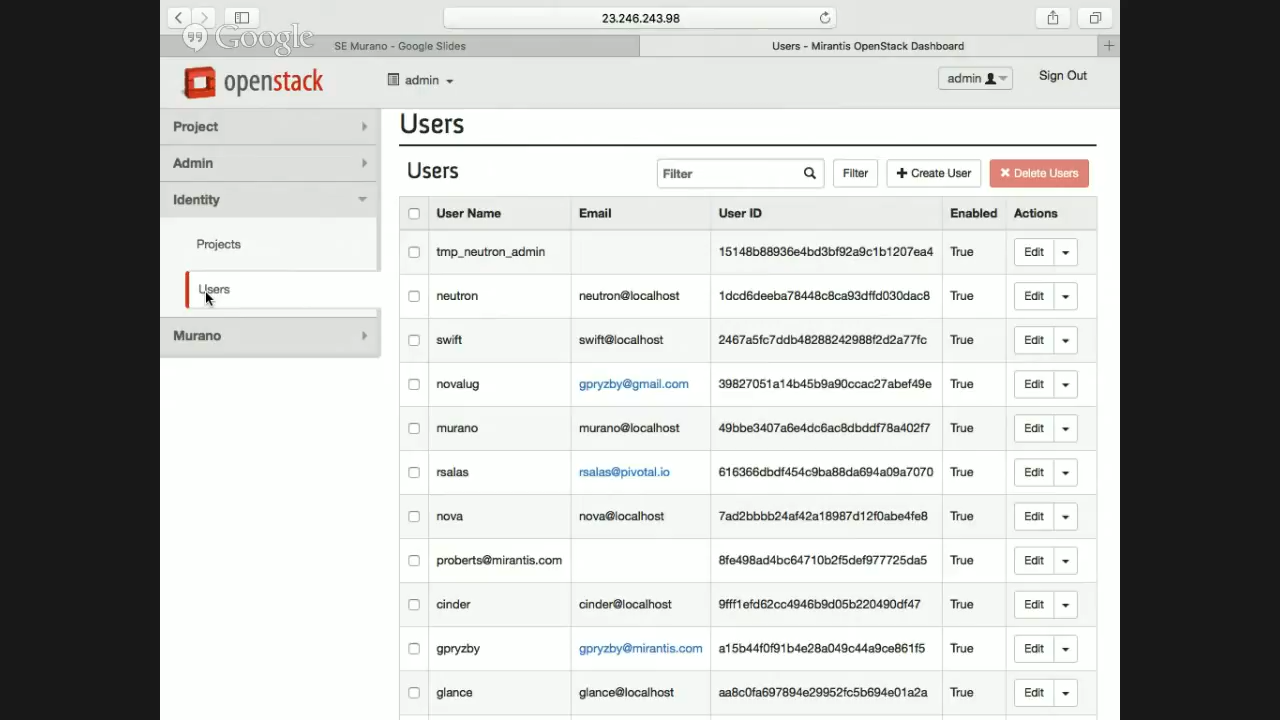 23.246.243.98
Google
SE Murano - Google Slides
Users - Mirantis OpenStack Dashboard
openstack
admin
admin
Sign Out
Project
Admin
Identity
Projects
Users
Murano
Users
Users
Filter
Filter
Create User
Delete Users
User Name Email User ID Enabled Actions
tmp_neutron_admin 15148b88936e4bd3bf92a9c1b1207ea4 True Edit
neutron neutron@localhost 1dcd6deeba78448c8ca93dffd030dac8 True Edit
swift swift@localhost 2467a5fc7ddb48288242988f2d2a77fc True Edit
novalug gpryzby@gmail.com 39827051a14b45b9a90ccac27abef49e True Edit
murano murano@localhost 49bbe3407a6e4dc6ac8dbddf78a402f7 True Edit
rsalas rsalas@pivotal.io 616366dbdf454c9ba88da694a09a7070 True Edit
nova nova@localhost 7ad2bbbb24af42a18987d12f0abe4fe8 True Edit
proberts@mirantis.com 8fe498ad4bc64710b2f5def977725da5 True Edit
cinder cinder@localhost 9fff1efd62cc4946b9d05b220490df47 True Edit
gpryzby gpryzby@mirantis.com a15b44f0f91b4e28a049c44a9ce861f5 True Edit
glance glance@localhost aa8c0fa697894e29952fc5b694e01a2a True Edit